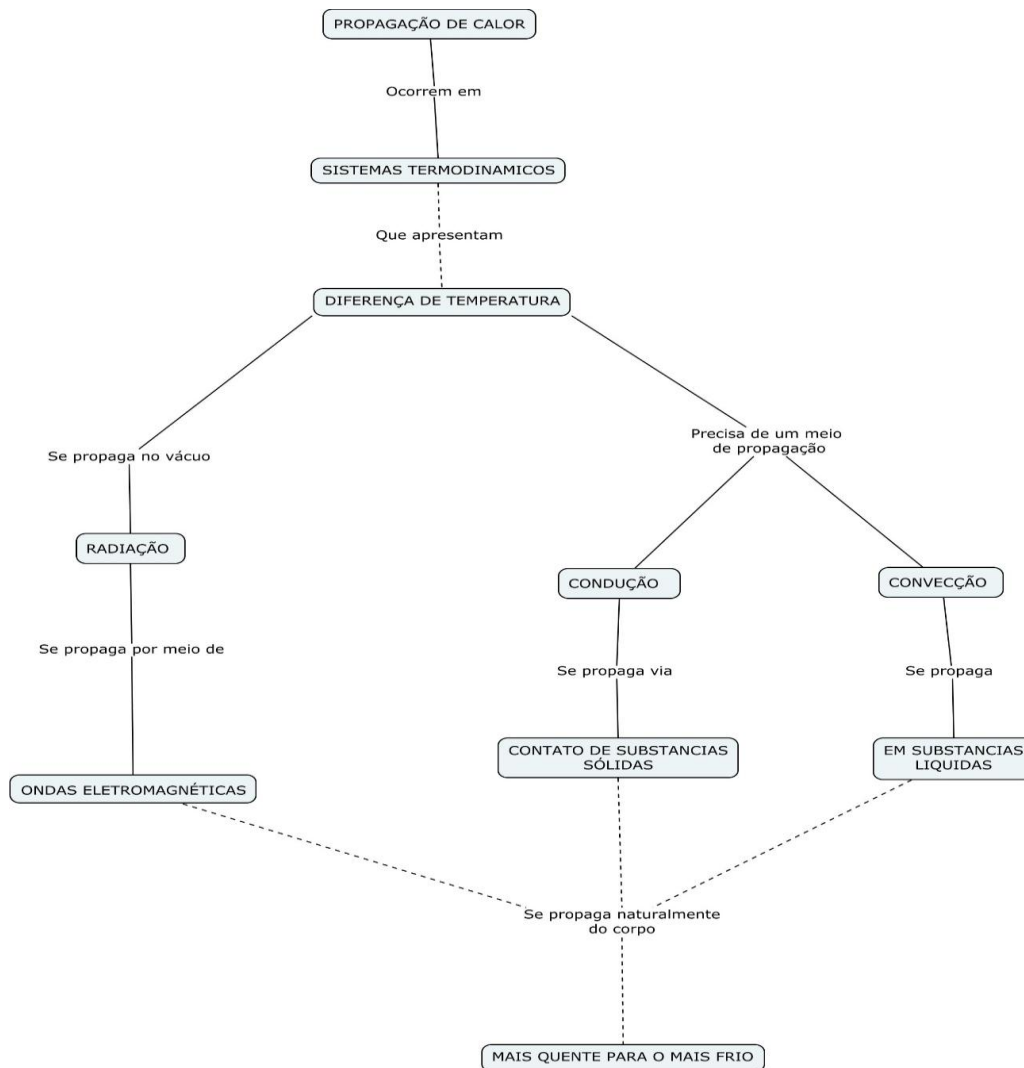 PROPAGAÇÃO DE CALOR
Ocorrem em
SISTEMAS TERMODINAMICOS
Que apresentam
DIFERENÇA DE TEMPERATURA
Se propaga no vácuo
Precisa de um meio
de propagação
RADIAÇÃO
CONDUÇÃO
CONVECÇÃO
Se propaga por meio de
Se propaga via
Se propaga
ONDAS ELETROMAGNÉTICAS
CONTATO DE SUBSTANCIAS
SÓLIDAS
EM SUBSTANCIAS
LIQUIDAS
Se propaga naturalmente
do corpo
MAIS QUENTE PARA O MAIS FRIO